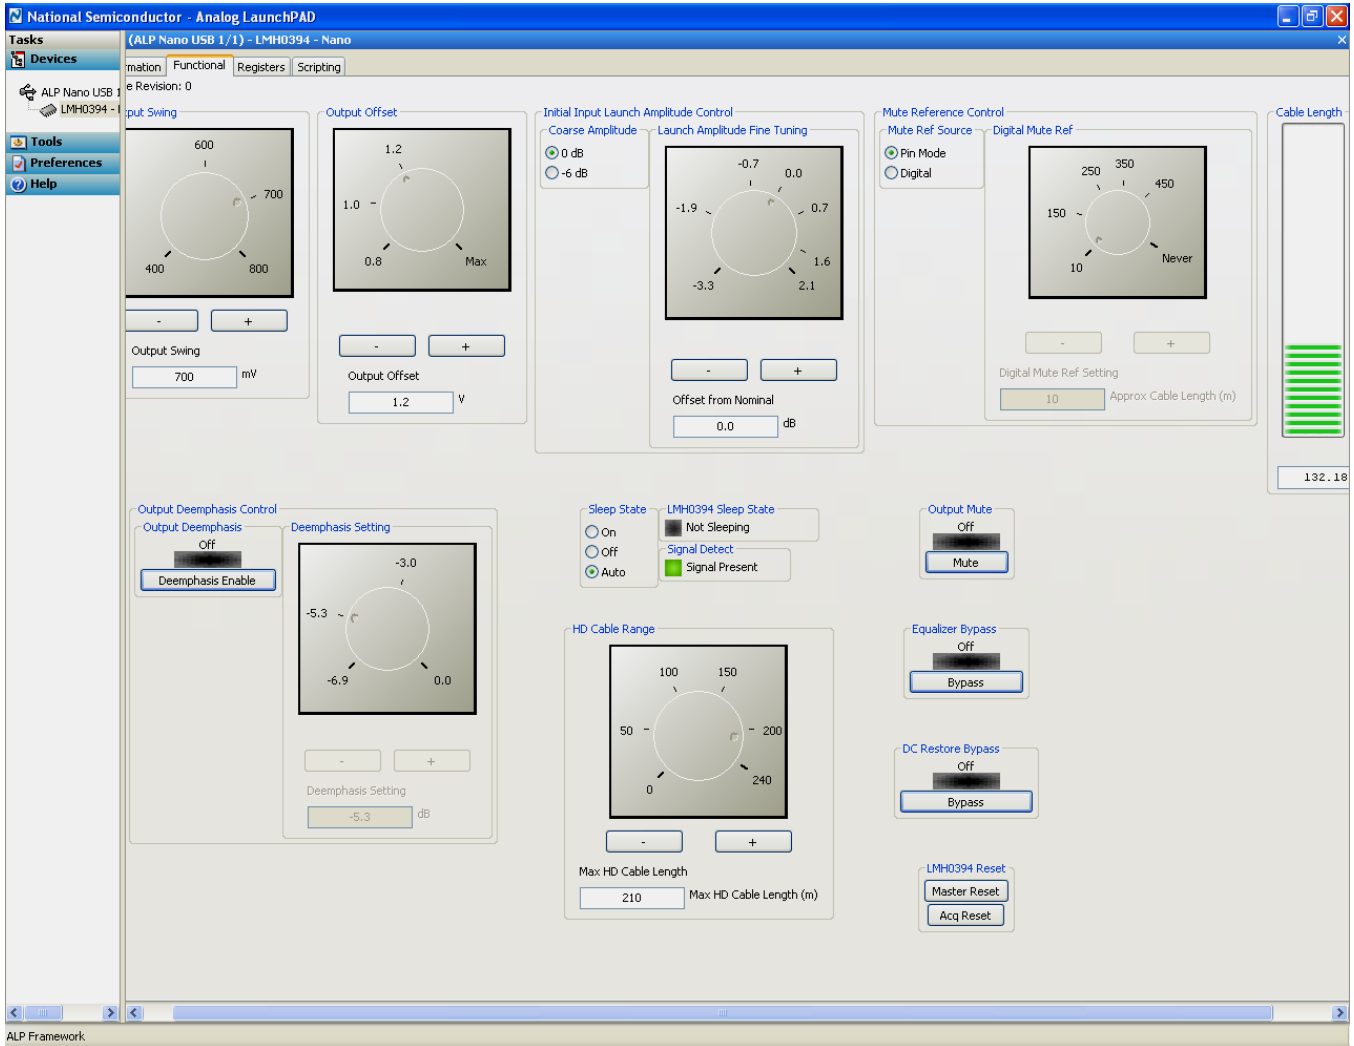 National Semiconductor - Analog LaunchPAD
Tasks
Devices
ALP Nano USB 1
LMH0394 -
Tools
Preferences
Help
(ALP Nano USB 1/1) - LMH0394 - Nano
rmation Functional Registers Scripting
e Revision: 0
tput Swing
600
700
400
800
-
+
Output Swing
700 mV
Output Offset
1.2
1.0
0.8
Max
-
+
Output Offset
1.2 V
Initial Input Launch Amplitude Control
Coarse Amplitude
0 dB
-6 dB
Launch Amplitude Fine Tuning
-0.7
0.0
-1.9
0.7
1.6
-3.3
2.1
-
+
Offset from Nominal
0.0 dB
Mute Reference Control
Mute Ref Source
Pin Mode
Digital
Digital Mute Ref
250
350
450
150
10
Never
-
+
Digital Mute Ref Setting
10 Approx Cable Length (m)
Cable Length
132.18
Output Deemphasis Control
Output Deemphasis
Off
Deemphasis Enable
Deemphasis Setting
-3.0
-5.3
-6.9
0.0
-
+
Deemphasis Setting
-5.3 dB
Sleep State
On
Off
Auto
LMH0394 Sleep State
Not Sleeping
Signal Detect
Signal Present
HD Cable Range
100
150
50
200
0
240
-
+
Max HD Cable Length
210 Max HD Cable Length (m)
Output Mute
Off
Mute
Equalizer Bypass
Off
Bypass
DC Restore Bypass
Off
Bypass
LMH0394 Reset
Master Reset
Acq Reset
ALP Framework